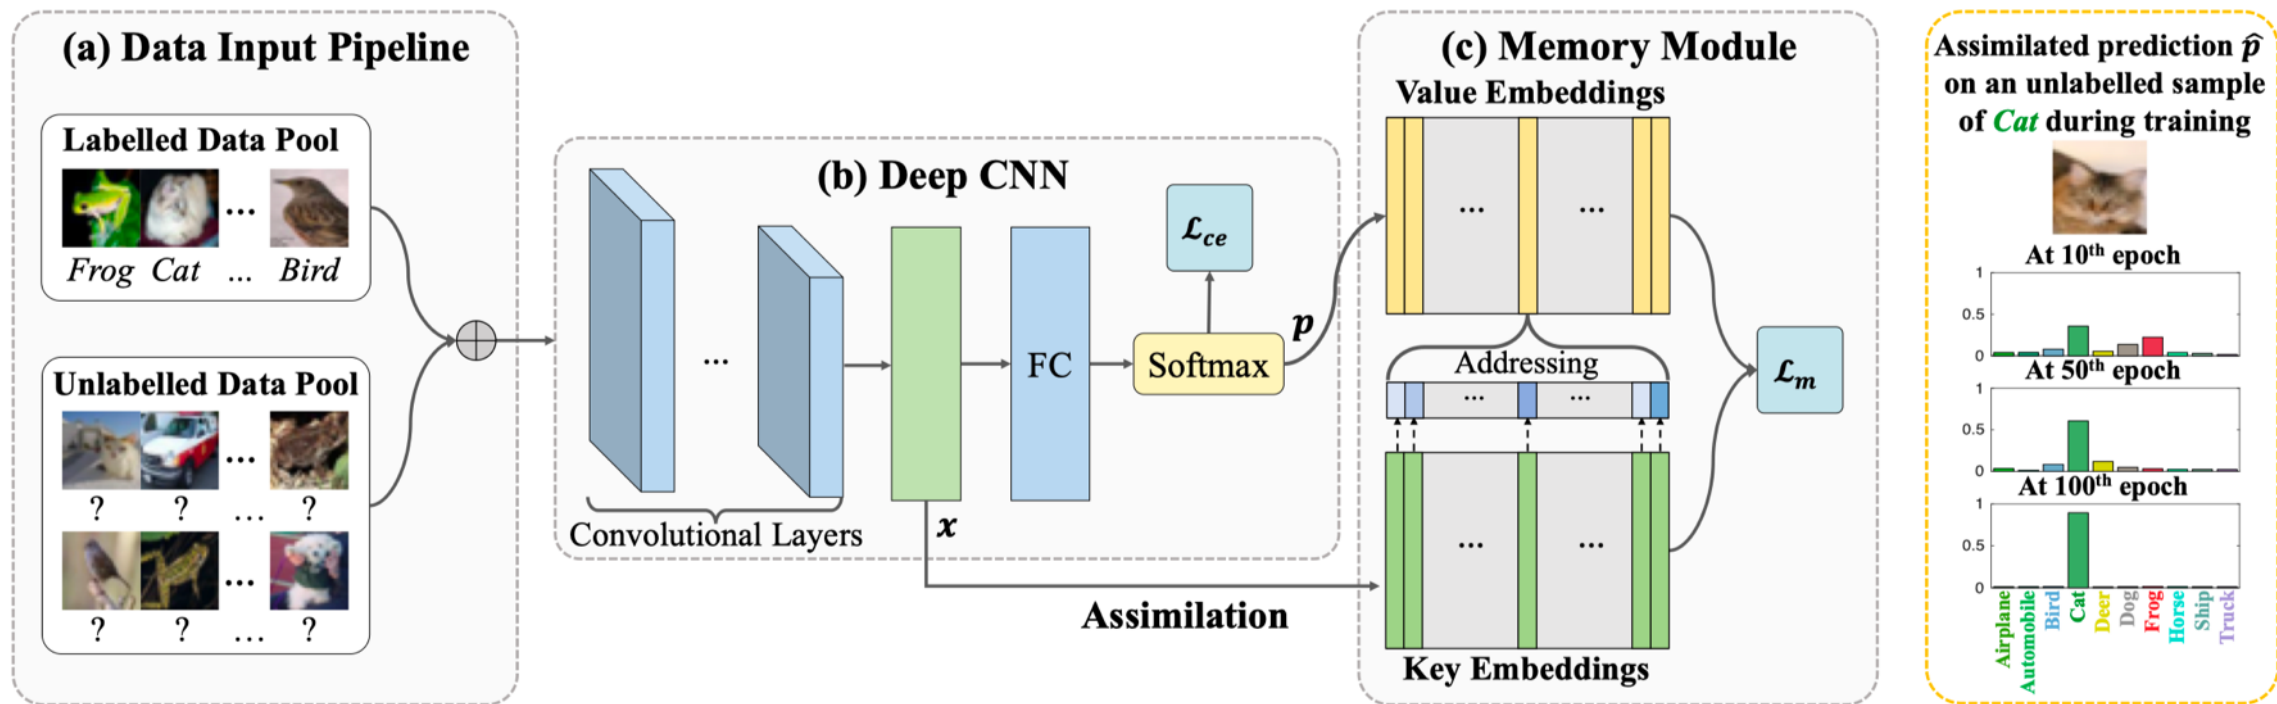 (a) Data Input Pipeline
Labelled Data Pool
...
Frog Cat ... Bird
Unlabelled Data Pool
...
? ? ... ?
...
? ? ... ?
(b) Deep CNN
...
Convolutional Layers
x
FC
Softmax
ℒce
p
Assimilation
(c) Memory Module
Value Embeddings
... ...
Addressing
... ...
... ...
Key Embeddings
ℒm
Assimilated prediction p̂
on an unlabelled sample
of Cat during training
At 10th epoch
1
0.5
0
At 50th epoch
1
0.5
0
At 100th epoch
1
0.5
0
Airplane
Automobile
Bird
Cat
Deer
Dog
Frog
Horse
Ship
Truck